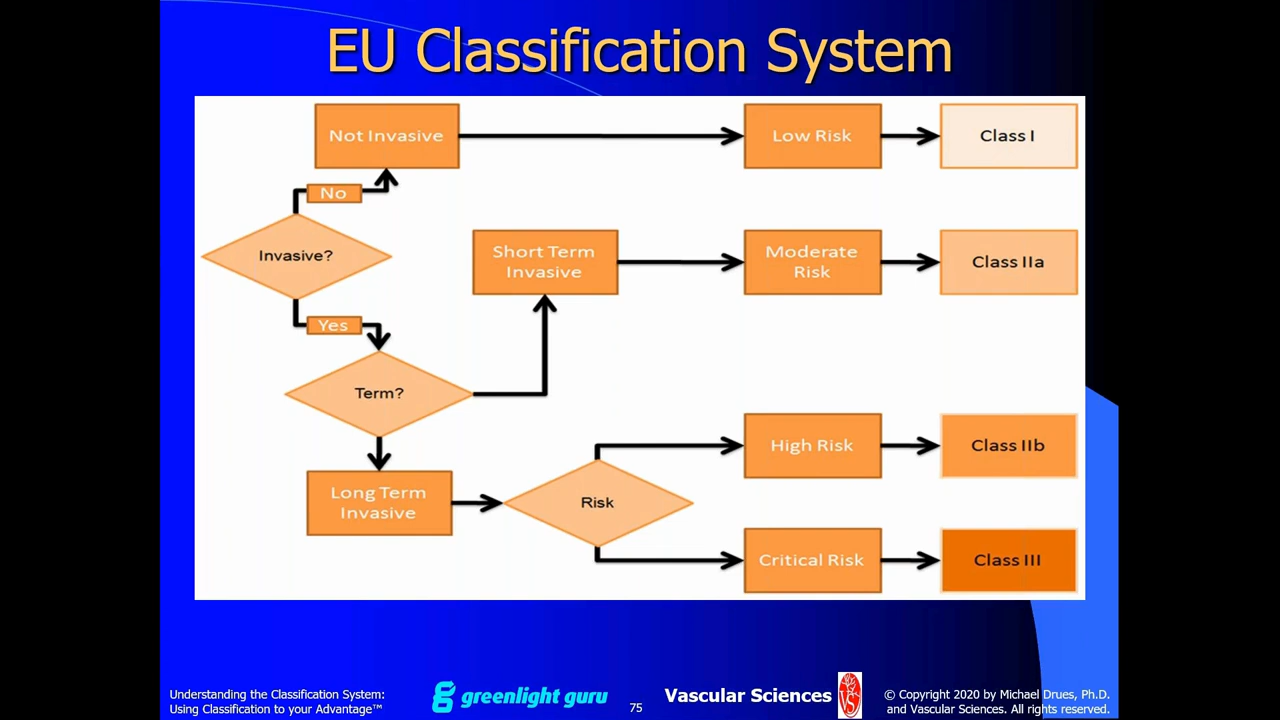 EU Classification System
Not Invasive
Low Risk
Class I
No
Invasive?
Short Term
Invasive
Moderate
Risk
Class IIa
Yes
Term?
High Risk
Class IIb
Long Term
Invasive
Risk
Critical Risk
Class III
Understanding the Classification System:
Using Classification to your Advantage™
greenlight guru
75
Vascular Sciences
VS
© Copyright 2020 by Michael Drues, Ph.D.
and Vascular Sciences. All rights reserved.